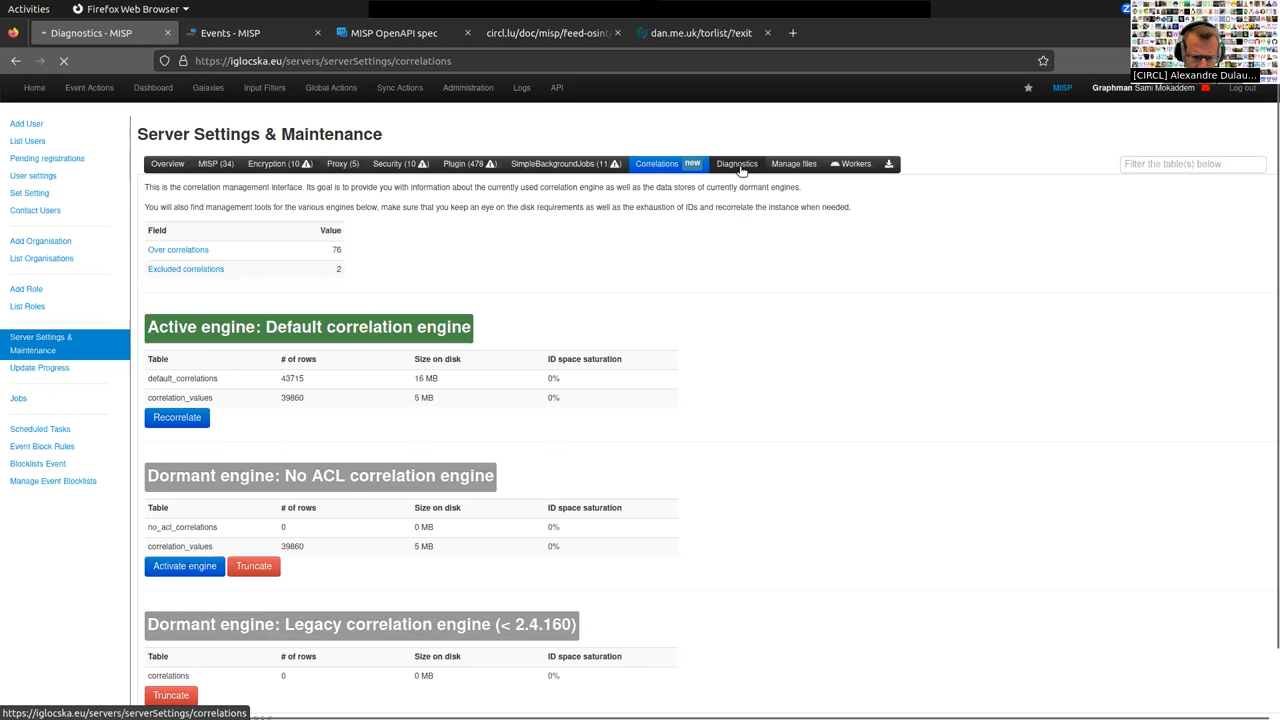 Activities
Firefox Web Browser
Diagnostics - MISP
Events - MISP
MISP OpenAPI spec
circl.lu/doc/misp/feed-osint/
dan.me.uk/torlist/?exit
https://iglocska.eu/servers/serverSettings/correlations
[CIRCL] Alexandre Dulau...
Home
Event Actions
Dashboard
Galaxies
Input Filters
Global Actions
Sync Actions
Administration
Logs
API
MISP
Graphman Sami Mokaddem
Log out
Add User
List Users
Pending registrations
User settings
Set Setting
Contact Users
Add Organisation
List Organisations
Add Role
List Roles
Server Settings &
Maintenance
Update Progress
Jobs
Scheduled Tasks
Event Block Rules
Blocklists Event
Manage Event Blocklists
Server Settings & Maintenance
Overview
MISP (34)
Encryption (10 )
Proxy (5)
Security (10 )
Plugin (478 )
SimpleBackgroundJobs (11 )
Correlations new
Diagnostics
Manage files
Workers
Filter the table(s) below
This is the correlation management interface. Its goal is to provide you with information about the currently used correlation engine as well as the data stores of currently dormant engines.
You will also find management tools for the various engines below, make sure that you keep an eye on the disk requirements as well as the exhaustion of IDs and recorrelate the instance when needed.
Field Value
Over correlations 76
Excluded correlations 2
Active engine: Default correlation engine
Table # of rows Size on disk ID space saturation
default_correlations 43715 16 MB 0%
correlation_values 39860 5 MB 0%
Recorrelate
Dormant engine: No ACL correlation engine
Table # of rows Size on disk ID space saturation
no_acl_correlations 0 0 MB 0%
correlation_values 39860 5 MB 0%
Activate engine Truncate
Dormant engine: Legacy correlation engine (< 2.4.160)
Table # of rows Size on disk ID space saturation
correlations 0 0 MB 0%
Truncate
https://iglocska.eu/servers/serverSettings/correlations